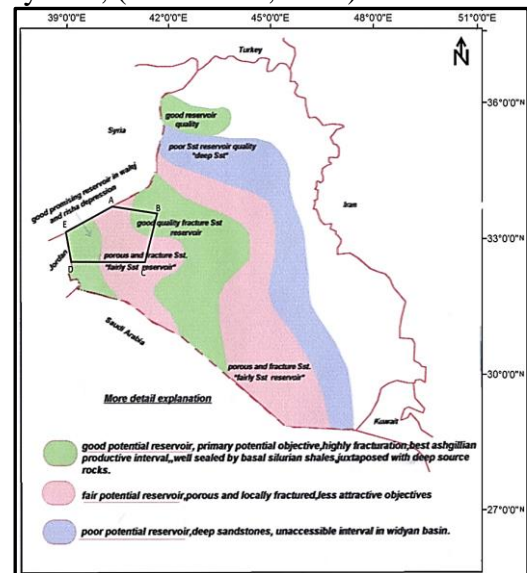 39°0'0"E
42°0'0"E
45°0'0"E
48°0'0"E
51°0'0"E
Turkey
N
36°0'0"N
good reservoir
quality
Syria
poor Sst reservoir quality
"deep Sst"
Iran
good promising reservoir in
and risha depression
A
B
good quality fracture Sst
reservoir
E
33°0'0"N
Jordan
porous and fracture Sst.
D
"fairly Sst reservoir"
C
Saudi Arabia
porous and fracture Sst.
"fairly Sst reservoir"
30°0'0"N
More detail explanation
Kuwait
good potential reservoir, primary potential objective,highly fracturation,best ashgillian
productive interval,,well sealed by basal silurian shales,juxtaposed with deep source
rocks.
fair potential reservoir,porous and locally fractured,less attractive objectives
27°0'0"N
poor potential reservoir,deep sandstones, unaccessible interval in widyan basin.